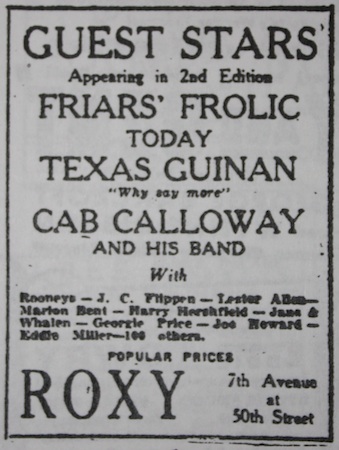 GUEST STARS
Appearing in 2nd Edition
FRIARS' FROLIC
TODAY
TEXAS GUINAN
"Why say more"
CAB CALLOWAY
AND HIS BAND
With
Rooneys — J. C. Flippen — Lester Allen—
Marion Bent — Harry Hershfield — Jans &
Whalen — Georgie Price — Joe Howard —
Eddie Miller—100 others.
POPULAR PRICES
ROXY
7th Avenue
at
50th Street